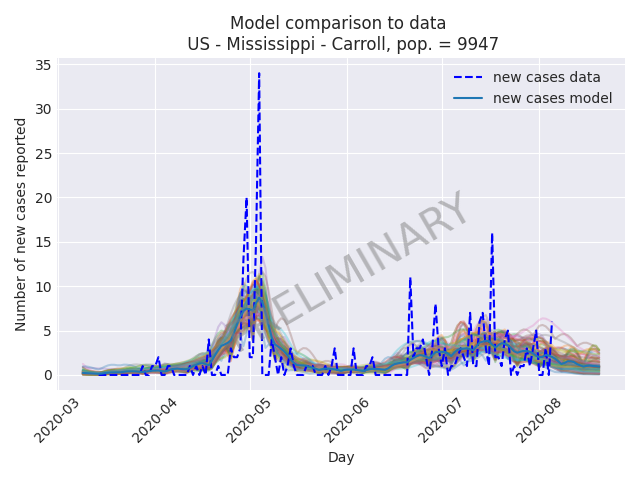 Model comparison to data
US - Mississippi - Carroll, pop. = 9947
Number of new cases reported
35
30
25
20
15
10
5
0
new cases data
new cases model
2020-03
2020-04
2020-05
2020-06
2020-07
2020-08
Day